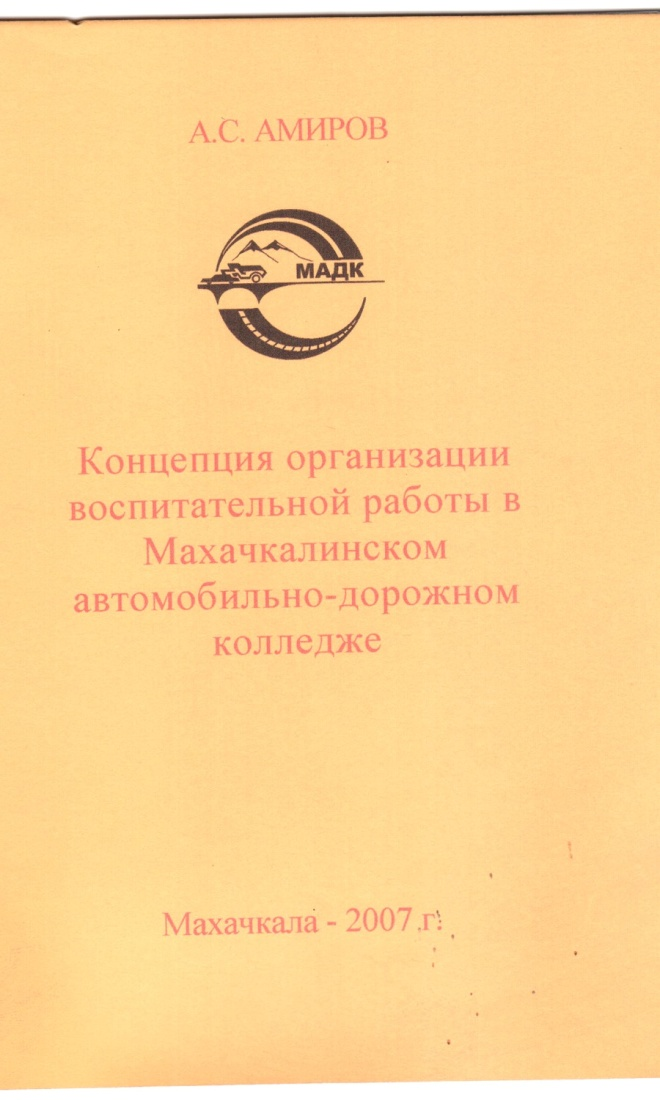 А.С. АМИРОВ
МАДК
Концепция организации
воспитательной работы в
Махачкалинском
автомобильно-дорожном
колледже
Махачкала - 2007 г.